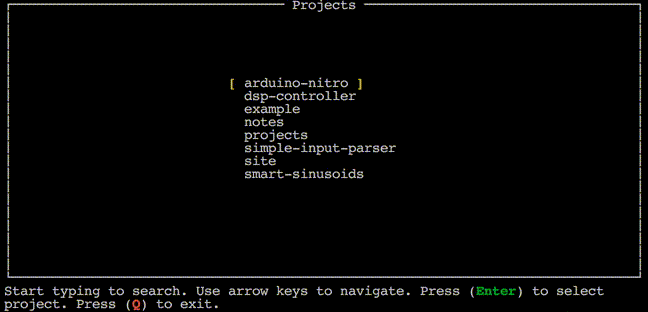 Projects
[ arduino-nitro ]
dsp-controller
example
notes
projects
simple-input-parser
site
smart-sinusoids
Start typing to search. Use arrow keys to navigate. Press (Enter) to select
project. Press (Q) to exit.